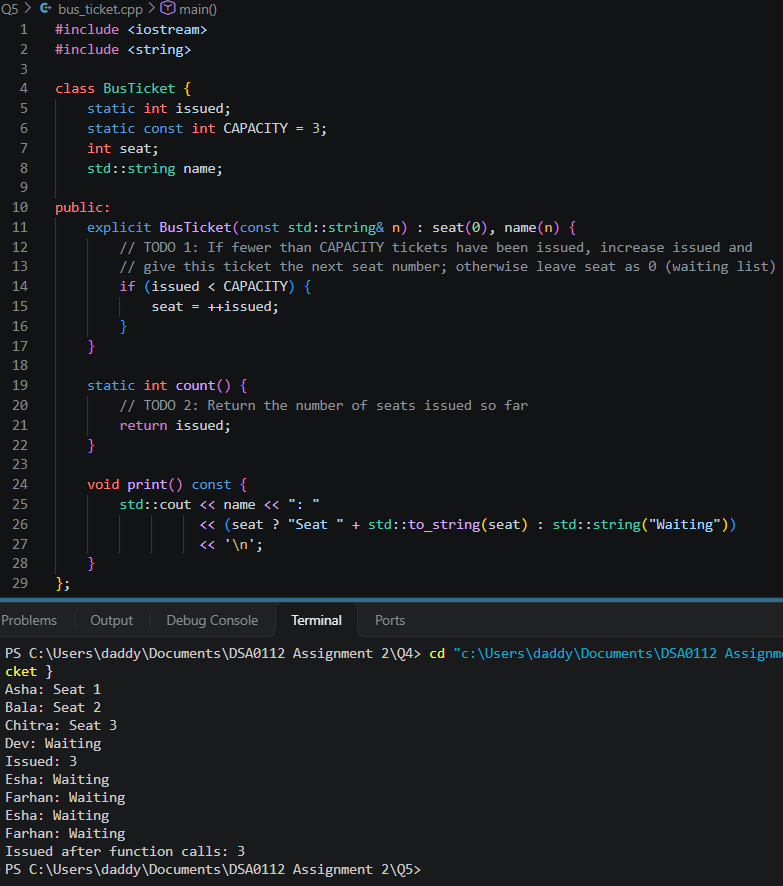 Q5 > bus_ticket.cpp > main()
1 #include <iostream>
2 #include <string>
3
4 class BusTicket {
5     static int issued;
6     static const int CAPACITY = 3;
7     int seat;
8     std::string name;
9
10 public:
11     explicit BusTicket(const std::string& n) : seat(0), name(n) {
12         // TODO 1: If fewer than CAPACITY tickets have been issued, increase issued and
13         // give this ticket the next seat number; otherwise leave seat as 0 (waiting list)
14         if (issued < CAPACITY) {
15             seat = ++issued;
16         }
17     }
18
19     static int count() {
20         // TODO 2: Return the number of seats issued so far
21         return issued;
22     }
23
24     void print() const {
25         std::cout << name << ": "
26                 << (seat ? "Seat " + std::to_string(seat) : std::string("Waiting"))
27                 << '\n';
28     }
29 };
Problems Output Debug Console Terminal Ports
PS C:\Users\daddy\Documents\DSA0112 Assignment 2\Q4> cd "c:\Users\daddy\Documents\DSA0112 Assignm
cket }
Asha: Seat 1
Bala: Seat 2
Chitra: Seat 3
Dev: Waiting
Issued: 3
Esha: Waiting
Farhan: Waiting
Esha: Waiting
Farhan: Waiting
Issued after function calls: 3
PS C:\Users\daddy\Documents\DSA0112 Assignment 2\Q5>